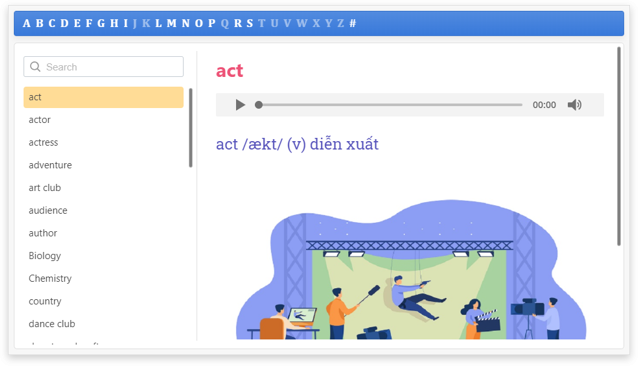 A B C D E F G H I J K L M N O P Q R S T U V W X Y Z #
Search
act
actor
actress
adventure
art club
audience
author
Biology
Chemistry
country
dance club
act
00:00
act /ækt/ (v) diễn xuất